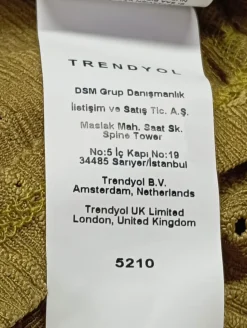 TRENDYOL
DSM Grup Danışmanlık
İletişim ve Satış Tic. A.Ş.
Maslak Mah. Saat Sk.
Spine Tower
No:5 İç Kapı No:19
34485 Sarıyer/İstanbul
Trendyol B.V.
Amsterdam, Netherlands
Trendyol UK Limited
London, United Kingdom
5210